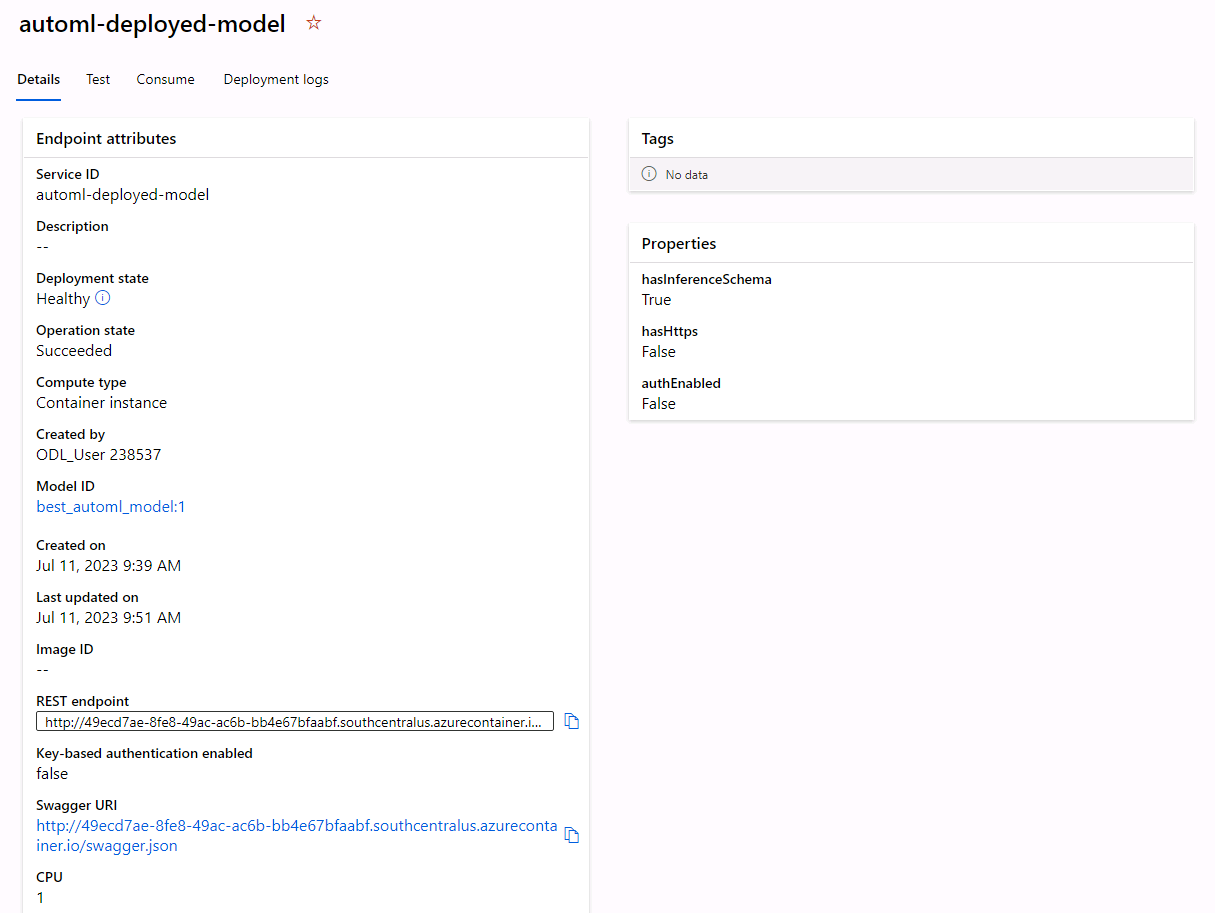 automl-deployed-model
Details Test Consume Deployment logs
Endpoint attributes
Service ID
automl-deployed-model
Description
--
Deployment state
Healthy
Operation state
Succeeded
Compute type
Container instance
Created by
ODL_User 238537
Model ID
best_automl_model:1
Created on
Jul 11, 2023 9:39 AM
Last updated on
Jul 11, 2023 9:51 AM
Image ID
--
REST endpoint
http://49ecd7ae-8fe8-49ac-ac6b-bb4e67bfaabf.southcentralus.azurecontainer.i...
Key-based authentication enabled
false
Swagger URI
http://49ecd7ae-8fe8-49ac-ac6b-bb4e67bfaabf.southcentralus.azureconta
iner.io/swagger.json
CPU
1
Tags
No data
Properties
hasInferenceSchema
True
hasHttps
False
authEnabled
False